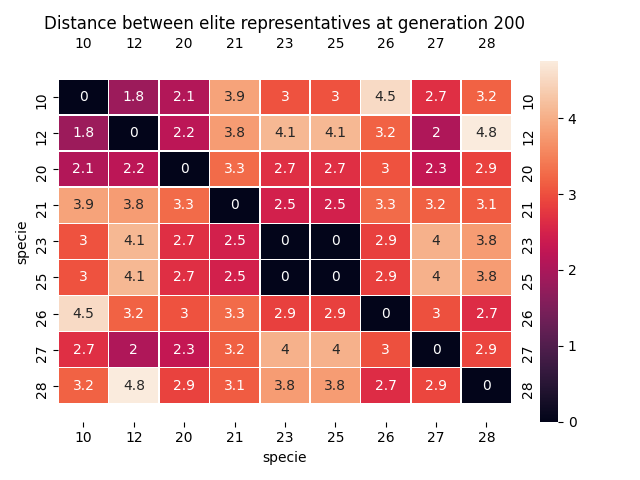 Distance between elite representatives at generation 200
10 12 20 21 23 25 26 27 28
10 0 1.8 2.1 3.9 3 3 4.5 2.7 3.2 10
12 1.8 0 2.2 3.8 4.1 4.1 3.2 2 4.8 12
20 2.1 2.2 0 3.3 2.7 2.7 3 2.3 2.9 20
21 3.9 3.8 3.3 0 2.5 2.5 3.3 3.2 3.1 21
23 3 4.1 2.7 2.5 0 0 2.9 4 3.8 23
25 3 4.1 2.7 2.5 0 0 2.9 4 3.8 25
26 4.5 3.2 3 3.3 2.9 2.9 0 3 2.7 26
27 2.7 2 2.3 3.2 4 4 3 0 2.9 27
28 3.2 4.8 2.9 3.1 3.8 3.8 2.7 2.9 0 28
10 12 20 21 23 25 26 27 28
specie
specie
4
3
2
1
0